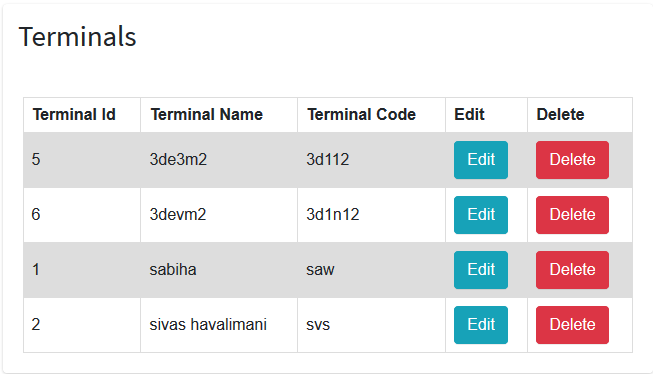 Terminals
Terminal Id Terminal Name Terminal Code Edit Delete
5 3de3m2 3d112 Edit Delete
6 3devm2 3d1n12 Edit Delete
1 sabiha saw Edit Delete
2 sivas havalimani svs Edit Delete